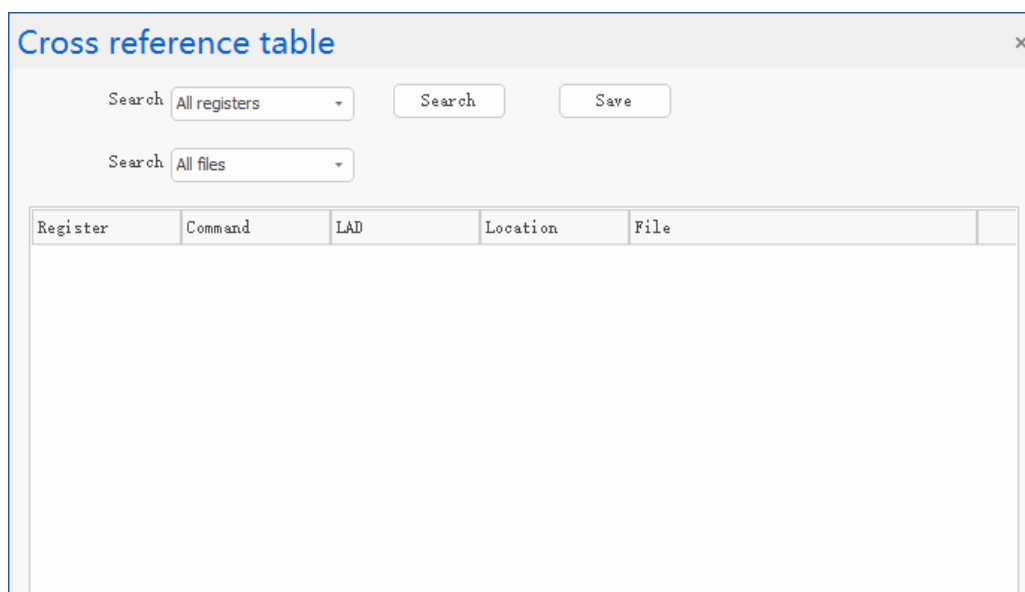 Cross reference table
Search All registers Search Save
Search All files
Register Command LAD Location File